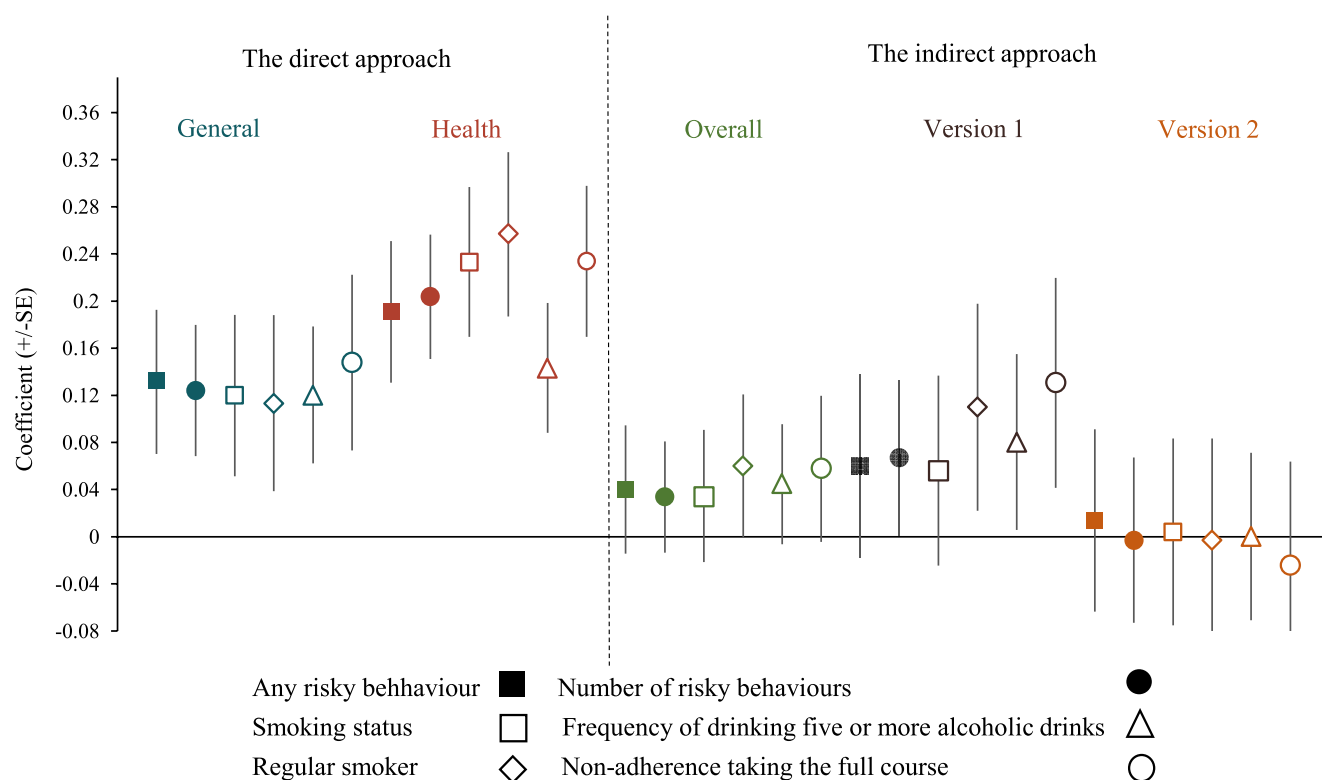 The direct approach
The indirect approach
General
Health
Overall
Version 1
Version 2
Coefficient (+/-SE)
0.36
0.32
0.28
0.24
0.2
0.16
0.12
0.08
0.04
0
-0.04
-0.08
Any risky behhaviour
Number of risky behaviours
Smoking status
Frequency of drinking five or more alcoholic drinks
Regular smoker
Non-adherence taking the full course